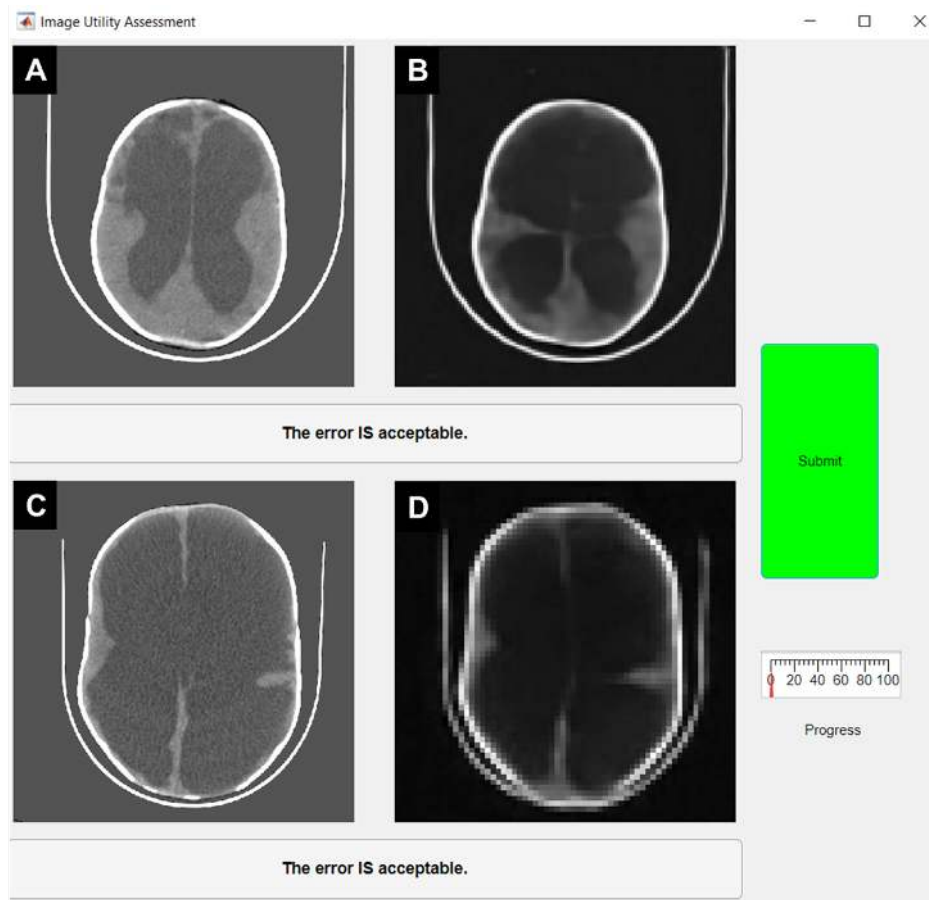 Image Utility Assessment
A
B
The error IS acceptable.
Submit
C
D
0 20 40 60 80 100
Progress
The error IS acceptable.